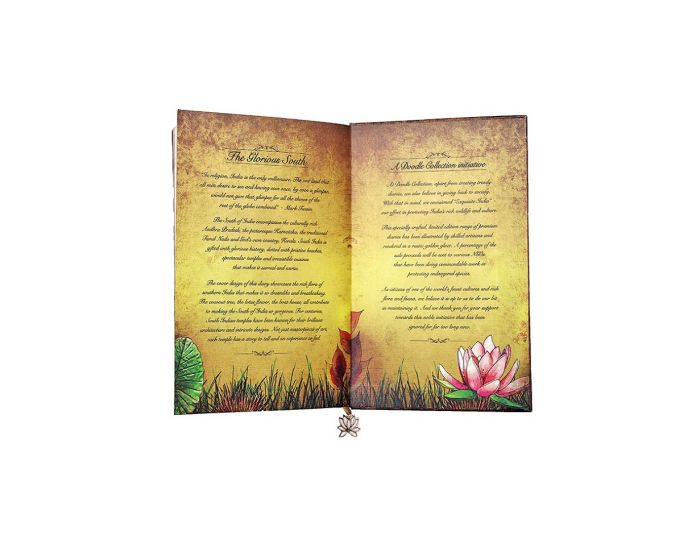 The Glorious South
"In religion, India is the only millionaire. The one land that
all men desire to see and having seen once, by even a glimpse,
would not give that glimpse for all the shows of the
rest of the globe combined." - Mark Twain
The South of India encompasses the culturally rich
Andhra Pradesh, the picturesque Karnataka, the traditional
Tamil Nadu and God's own country, Kerala. South India is
gifted with glorious history, dotted with pristine beaches,
spectacular temples and irresistible cuisine
that makes it surreal and warm.
The cover design of this diary showcases the rich flora of
southern India that makes it so dreamlike and breathtaking.
The coconut tree, the lotus flower, the boat house, all contribute
to making the South of India so gorgeous. For centuries,
South Indian temples have been known for their brilliant
architecture and intricate designs. Not just masterpieces of art,
each temple has a story to tell and an experience to feel.
A Doodle Collection initiative
At Doodle Collection, apart from creating trendy
diaries, we also believe in giving back to society.
With that in mind, we conceived "Exquisite India"
our effort in protecting India's rich wildlife and culture.
This specially crafted, limited edition range of premium
diaries has been illustrated by skilled artisans and
rendered in a rustic golden glaze. A percentage of the
sale proceeds will be sent to various NGOs
that have been doing commendable work in
protecting endangered species.
As citizens of one of the world's finest cultures and rich
flora and fauna, we believe it is up to us to do our bit
in maintaining it. And we thank you for your support
towards this noble initiative that has been
ignored for far too long now.